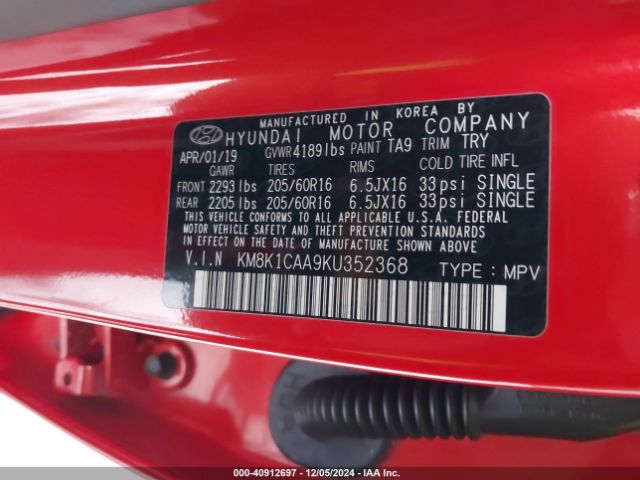 MANUFACTURED IN KOREA BY
HYUNDAI MOTOR COMPANY
APR/01/19 GVWR 4189lbs PAINT TA9 TRIM TRY
GAWR TIRES RIMS COLD TIRE INFL
FRONT 2293lbs 205/60R16 6.5JX16 33psi SINGLE
REAR 2205lbs 205/60R16 6.5JX16 33psi SINGLE
THIS VEHICLE CONFORMS TO ALL APPLICABLE U.S.A. FEDERAL
MOTOR VEHICLE SAFETY, BUMPER, AND THEFT PREVENTION STANDARDS
IN EFFECT ON THE DATE OF MANUFACTURE SHOWN ABOVE.
V.I.N KM8K1CAA9KU352368 TYPE : MPV
000-40912697 - 12/05/2024 - IAA Inc.